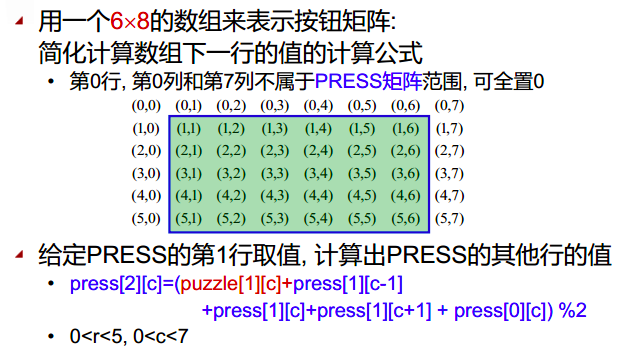 用一个6×8的数组来表示按钮矩阵:
简化计算数组下一行的值的计算公式
• 第0行, 第0列和第7列不属于PRESS矩阵范围, 可全置0
(0,0) (0,1) (0,2) (0,3) (0,4) (0,5) (0,6) (0,7)
(1,0) (1,1) (1,2) (1,3) (1,4) (1,5) (1,6) (1,7)
(2,0) (2,1) (2,2) (2,3) (2,4) (2,5) (2,6) (2,7)
(3,0) (3,1) (3,2) (3,3) (3,4) (3,5) (3,6) (3,7)
(4,0) (4,1) (4,2) (4,3) (4,4) (4,5) (4,6) (4,7)
(5,0) (5,1) (5,2) (5,3) (5,4) (5,5) (5,6) (5,7)
给定PRESS的第1行取值, 计算出PRESS的其他行的值
• press[2][c]=(puzzle[1][c]+press[1][c-1]
+press[1][c]+press[1][c+1] + press[0][c]) %2
• 0<r<5, 0<c<7